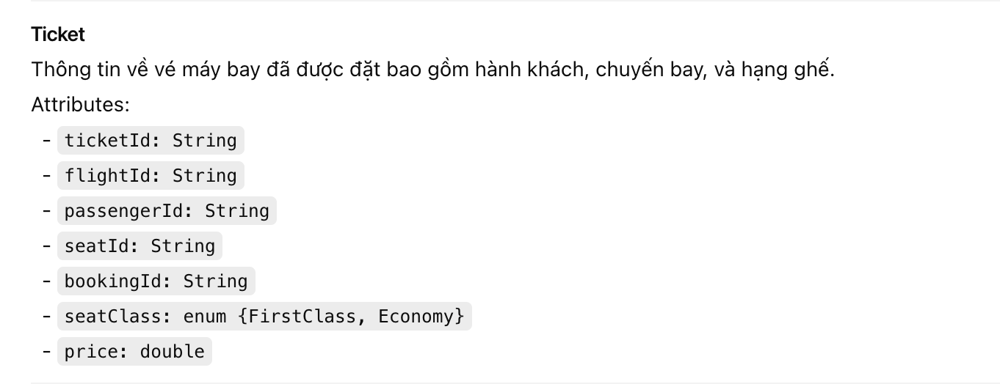 Ticket
Thông tin về vé máy bay đã được đặt bao gồm hành khách, chuyến bay, và hạng ghế.
Attributes:
- ticketId: String
- flightId: String
- passengerId: String
- seatId: String
- bookingId: String
- seatClass: enum {FirstClass, Economy}
- price: double